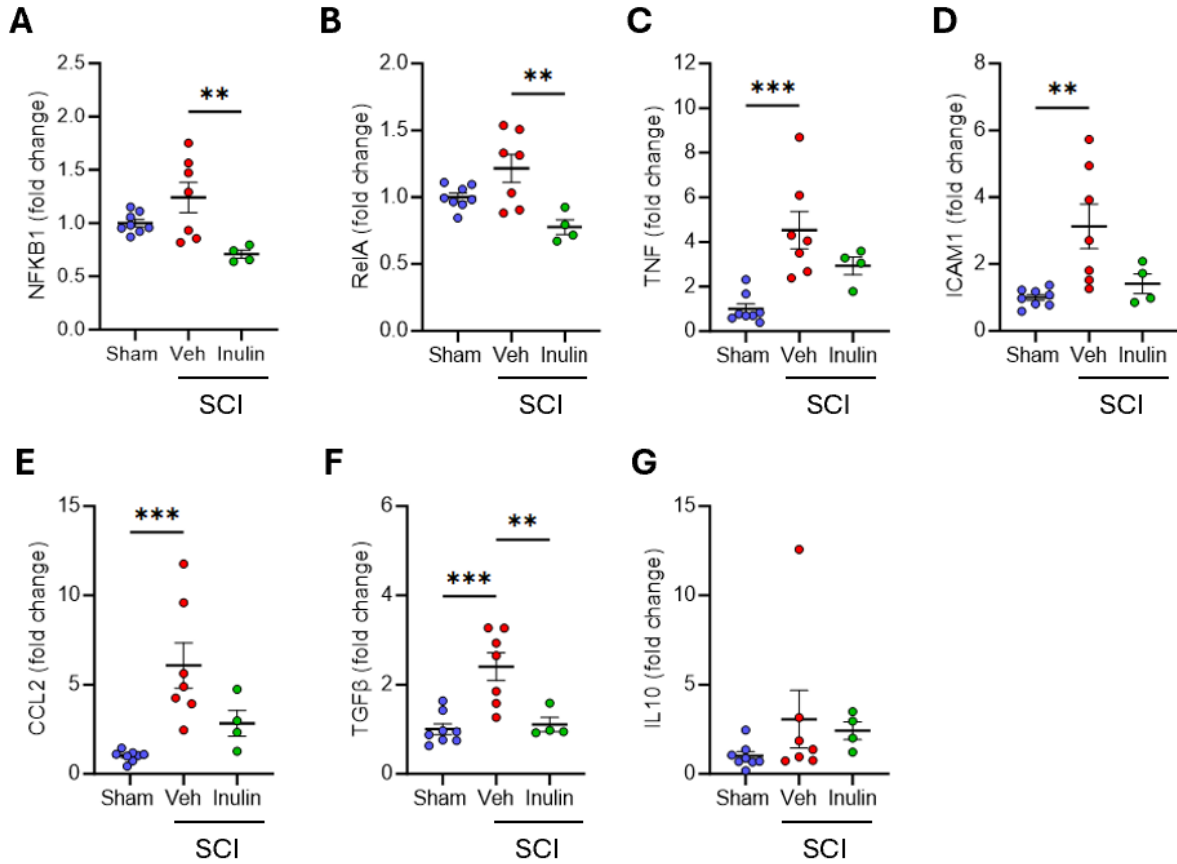 A
NFKB1 (fold change)
2.5
2.0
1.5
1.0
0.5
0.0
**
Sham Veh Inulin
SCI
B
RelA (fold change)
2.0
1.5
1.0
0.5
0.0
**
Sham Veh Inulin
SCI
C
TNF (fold change)
12
10
8
6
4
2
0
***
Sham Veh Inulin
SCI
D
ICAM1 (fold change)
8
6
4
2
0
**
Sham Veh Inulin
SCI
E
CCL2 (fold change)
15
10
5
0
***
Sham Veh Inulin
SCI
F
TGFβ (fold change)
6
4
2
0
***
**
Sham Veh Inulin
SCI
G
IL10 (fold change)
15
10
5
0
Sham Veh Inulin
SCI